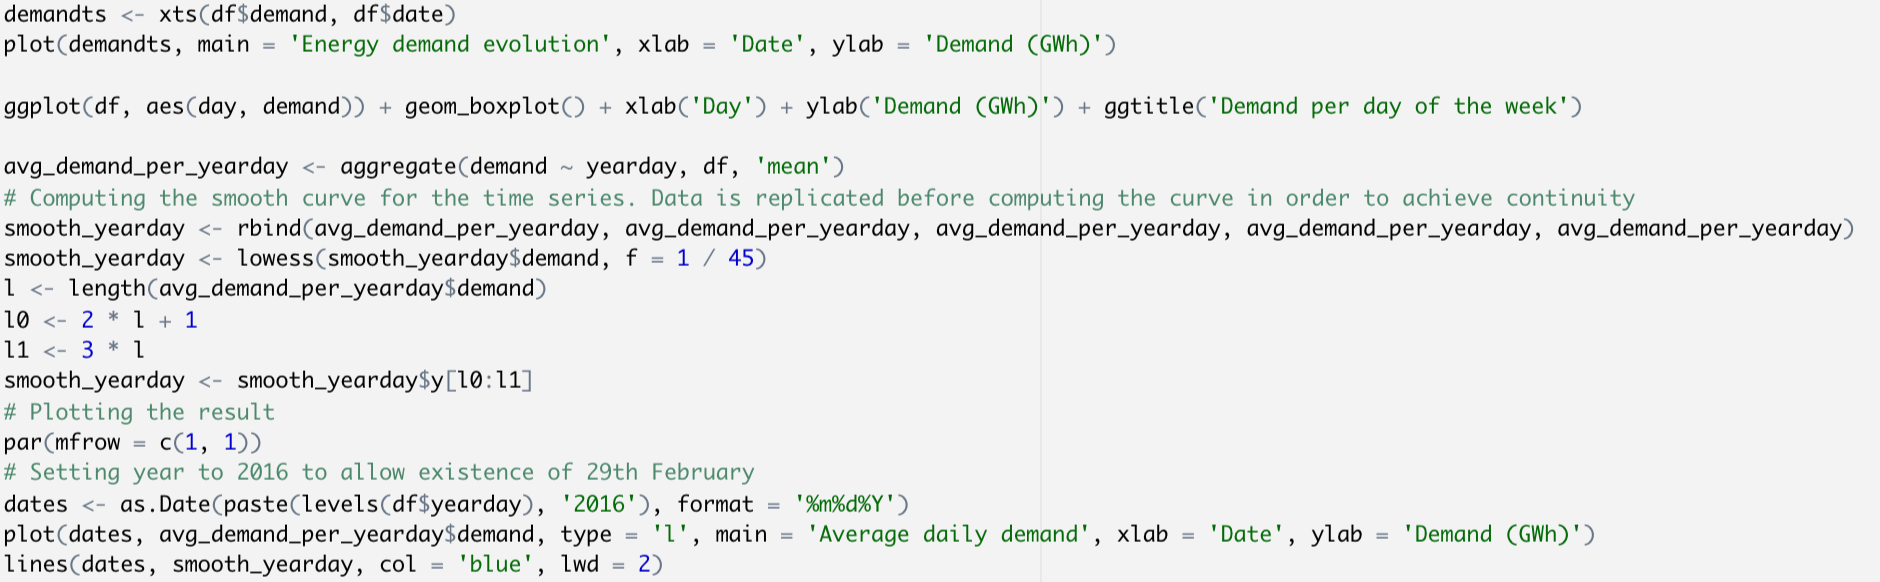 demandts <- xts(df$demand, df$date)
plot(demandts, main = 'Energy demand evolution', xlab = 'Date', ylab = 'Demand (GWh)')
ggplot(df, aes(day, demand)) + geom_boxplot() + xlab('Day') + ylab('Demand (GWh)') + ggtitle('Demand per day of the week')
avg_demand_per_yearday <- aggregate(demand ~ yearday, df, 'mean')
# Computing the smooth curve for the time series. Data is replicated before computing the curve in order to achieve continuity
smooth_yearday <- rbind(avg_demand_per_yearday, avg_demand_per_yearday, avg_demand_per_yearday, avg_demand_per_yearday, avg_demand_per_yearday)
smooth_yearday <- lowess(smooth_yearday$demand, f = 1 / 45)
l <- length(avg_demand_per_yearday$demand)
l0 <- 2 * l + 1
l1 <- 3 * l
smooth_yearday <- smooth_yearday$y[l0:l1]
# Plotting the result
par(mfrow = c(1, 1))
# Setting year to 2016 to allow existence of 29th February
dates <- as.Date(paste(levels(df$yearday), '2016'), format = '%m%d%Y')
plot(dates, avg_demand_per_yearday$demand, type = 'l', main = 'Average daily demand', xlab = 'Date', ylab = 'Demand (GWh)')
lines(dates, smooth_yearday, col = 'blue', lwd = 2)